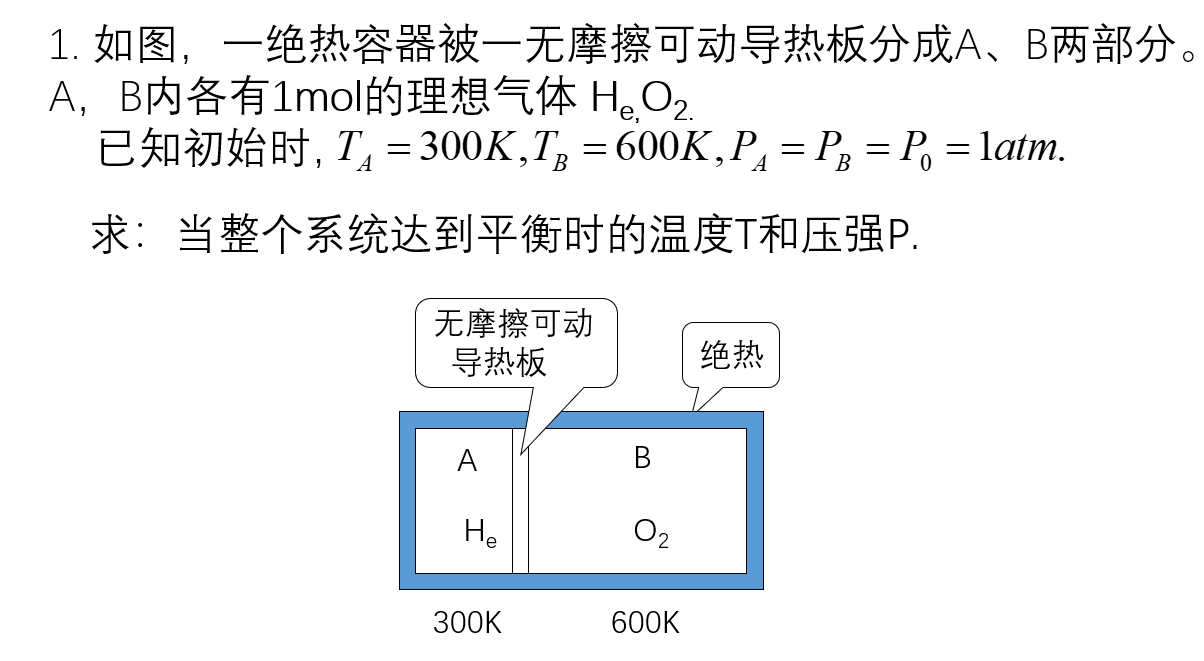 1. 如图，一绝热容器被一无摩擦可动导热板分成A、B两部分。
A，B内各有1mol的理想气体 He,O2.
已知初始时, TA = 300K, TB = 600K, PA = PB = P0 = 1atm.
求：当整个系统达到平衡时的温度T和压强P.
无摩擦可动
导热板
绝热
A
B
He
O2
300K
600K